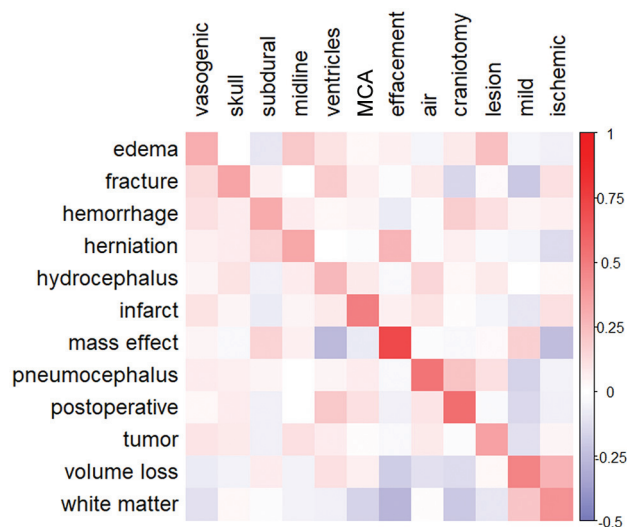 vasogenic
skull
subdural
midline
ventricles
MCA
effacement
air
craniotomy
lesion
mild
ischemic
edema
fracture
hemorrhage
herniation
hydrocephalus
infarct
mass effect
pneumocephalus
postoperative
tumor
volume loss
white matter
1
0.75
0.5
0.25
0
-0.25
-0.5